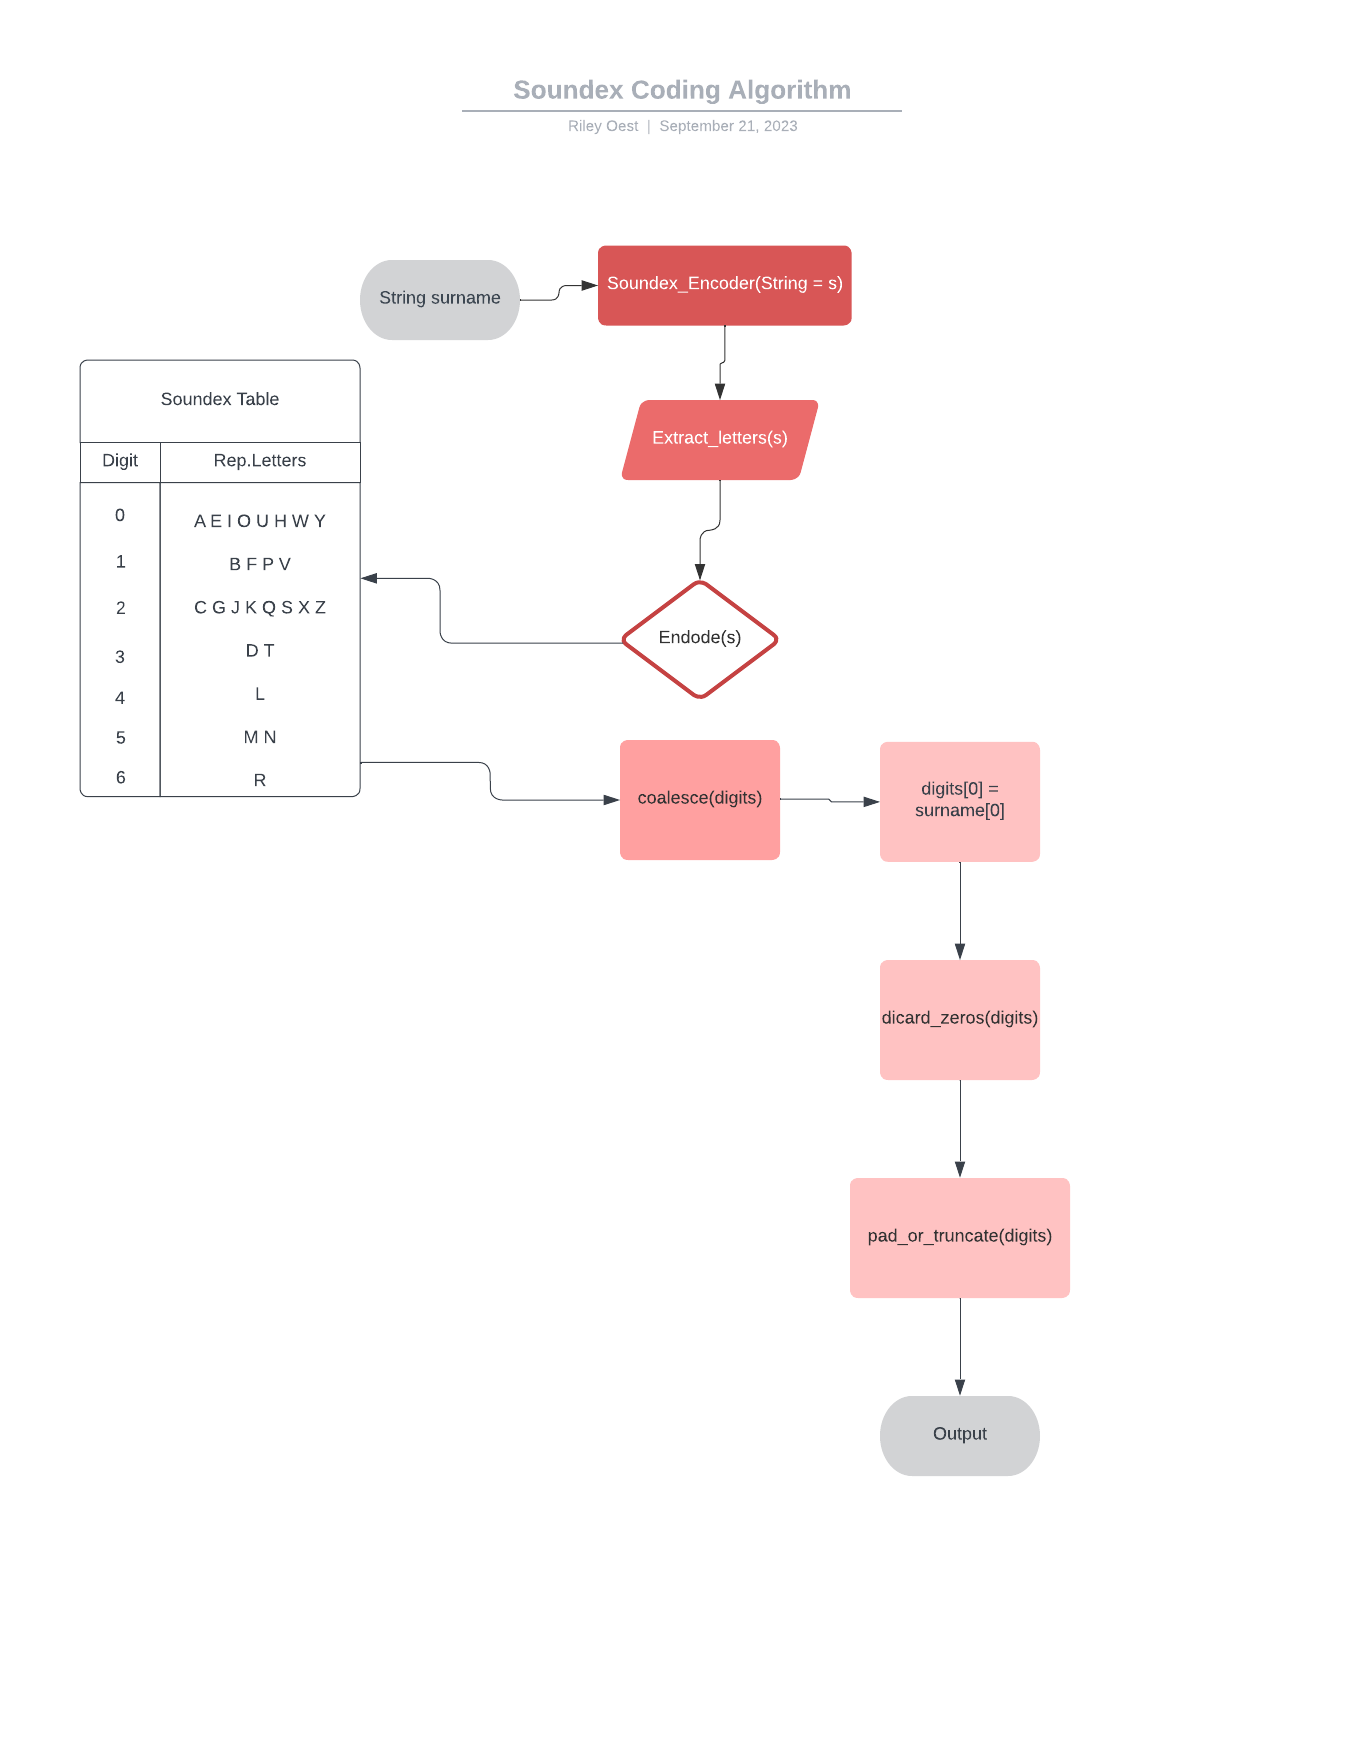 Soundex Coding Algorithm
Riley Oest | September 21, 2023
String surname
Soundex_Encoder(String = s)
Extract_letters(s)
Endode(s)
Soundex Table
Digit Rep.Letters
0 A E I O U H W Y
1 B F P V
2 C G J K Q S X Z
3 D T
4 L
5 M N
6 R
coalesce(digits)
digits[0] =
surname[0]
dicard_zeros(digits)
pad_or_truncate(digits)
Output